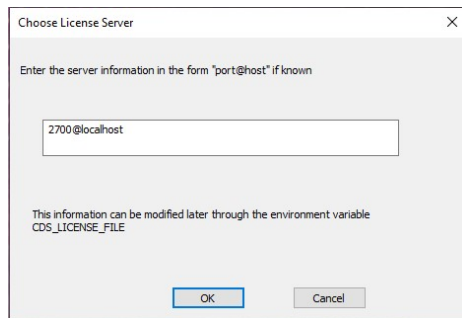 Choose License Server
Enter the server information in the form "port@host" if known
2700@localhost
This information can be modified later through the environment variable
CDS_LICENSE_FILE
OK Cancel